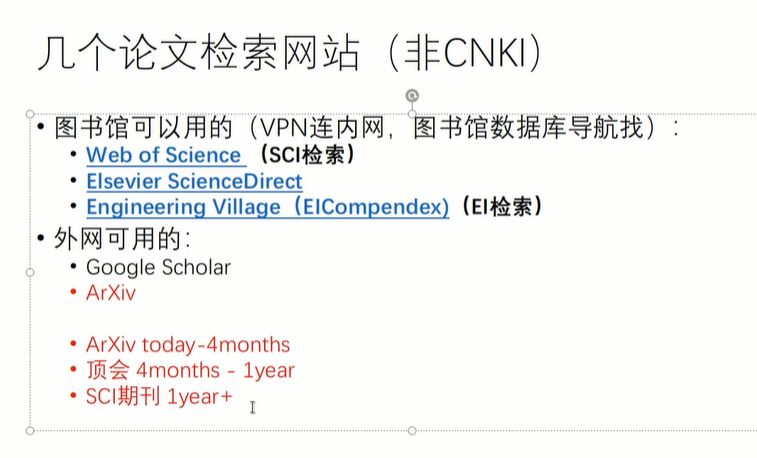 几个论文检索网站（非CNKI）
• 图书馆可以用的（VPN连内网，图书馆数据库导航找）:
• Web of Science （SCI检索）
• Elsevier ScienceDirect
• Engineering Village（EICompendex)（EI检索）
• 外网可用的:
• Google Scholar
• ArXiv
• ArXiv today-4months
• 顶会 4months - 1year
• SCI期刊 1year+